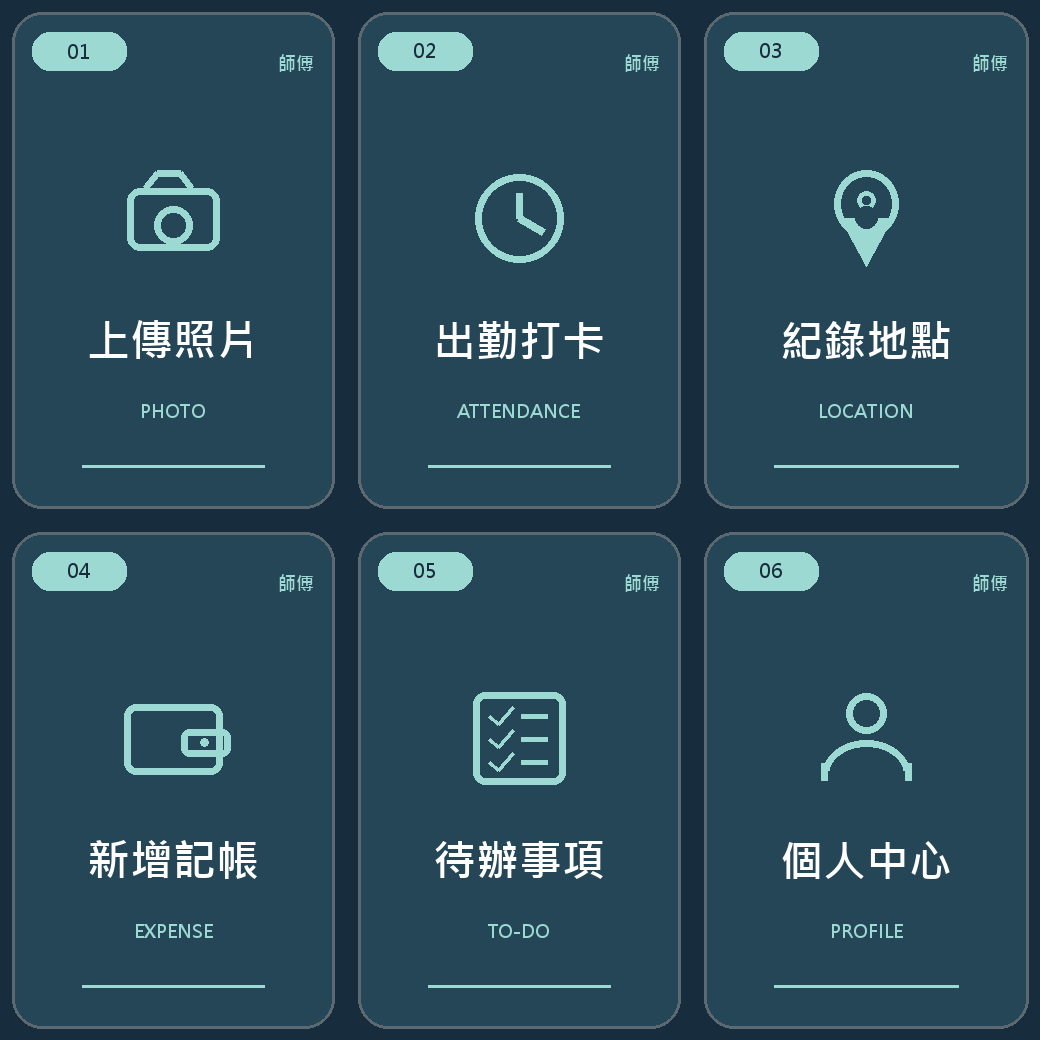 01
師傅
上傳照片
PHOTO
02
師傅
出勤打卡
ATTENDANCE
03
師傅
紀錄地點
LOCATION
04
師傅
新增記帳
EXPENSE
05
師傅
待辦事項
TO-DO
06
師傅
個人中心
PROFILE